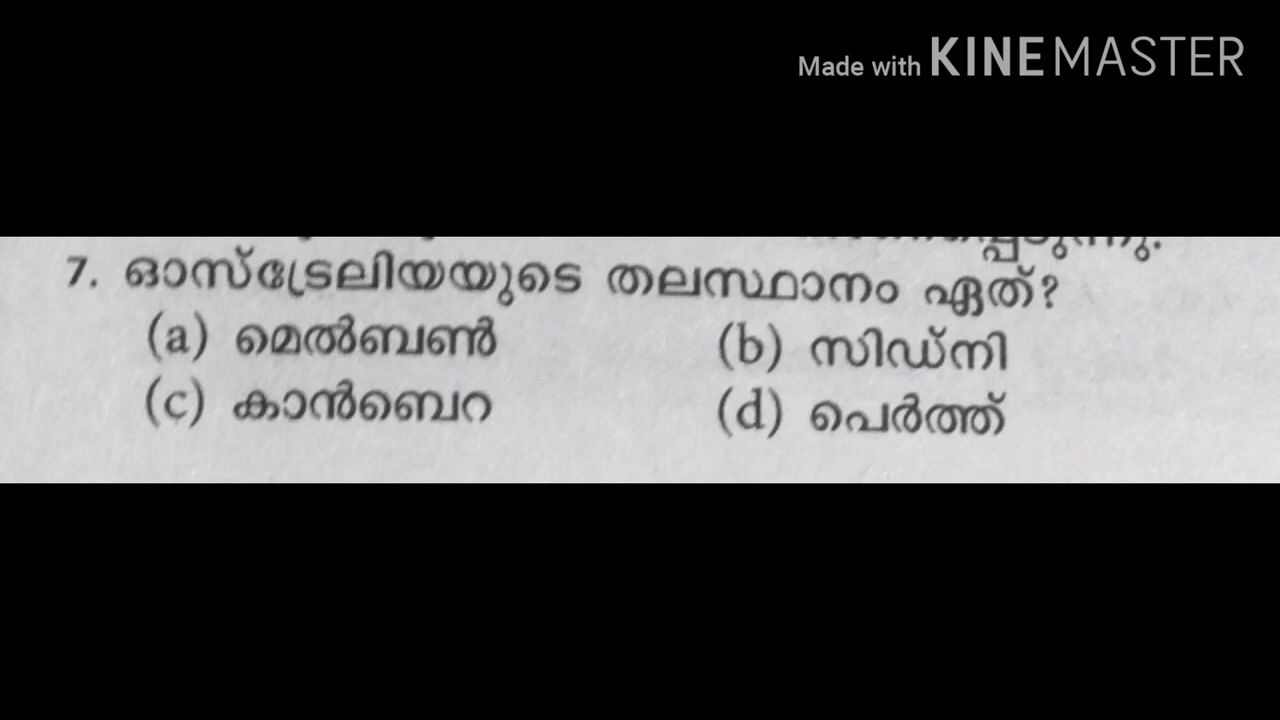 Made with KINEMASTER
7. ഓസ്ട്രേലിയയുടെ തലസ്ഥാനം ഏത്?
(a) മെൽബൺ (b) സിഡ്നി
(c) കാൻബെറ (d) പെർത്ത്